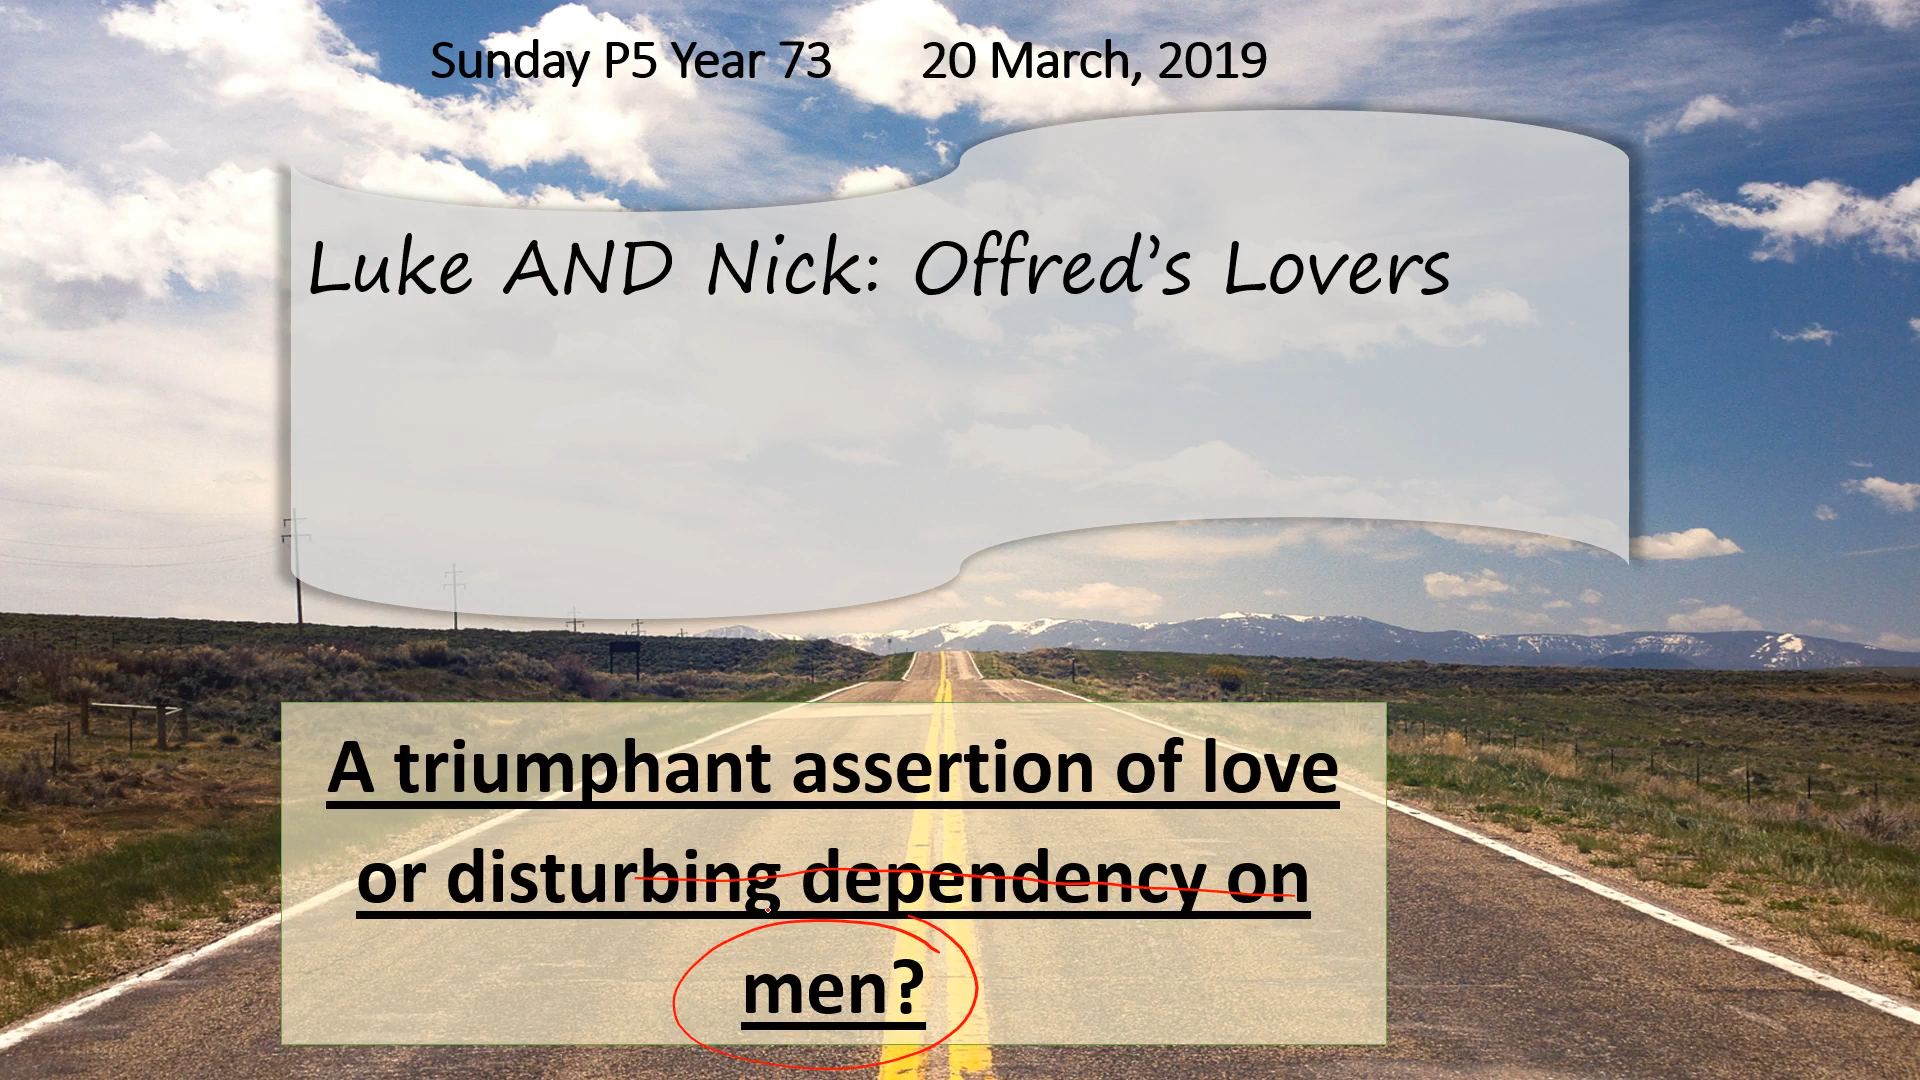 Sunday P5 Year 73 20 March, 2019
Luke AND Nick: Offred’s Lovers
A triumphant assertion of love
or disturbing dependency on
men?